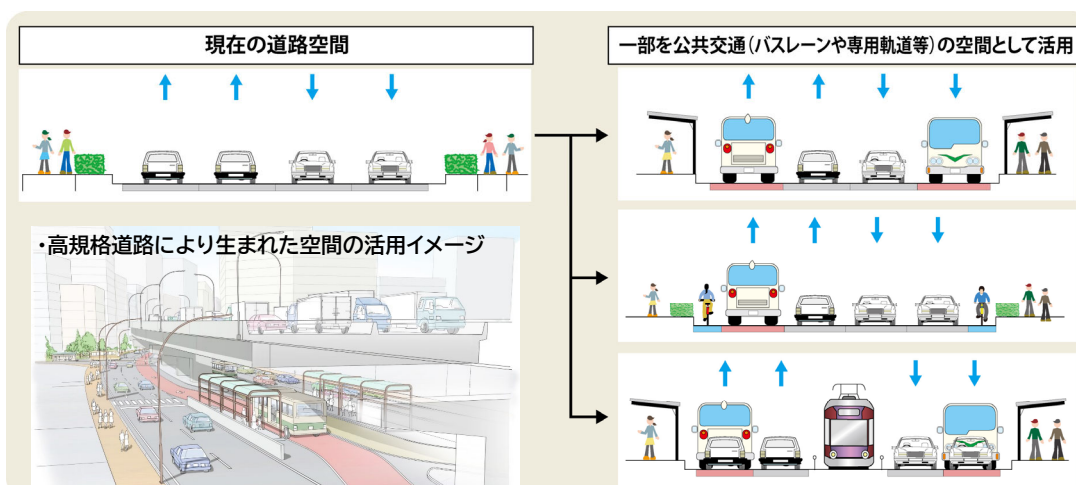 現在の道路空間
一部を公共交通(バスレーンや専用軌道等)の空間として活用
・高規格道路により生まれた空間の活用イメージ